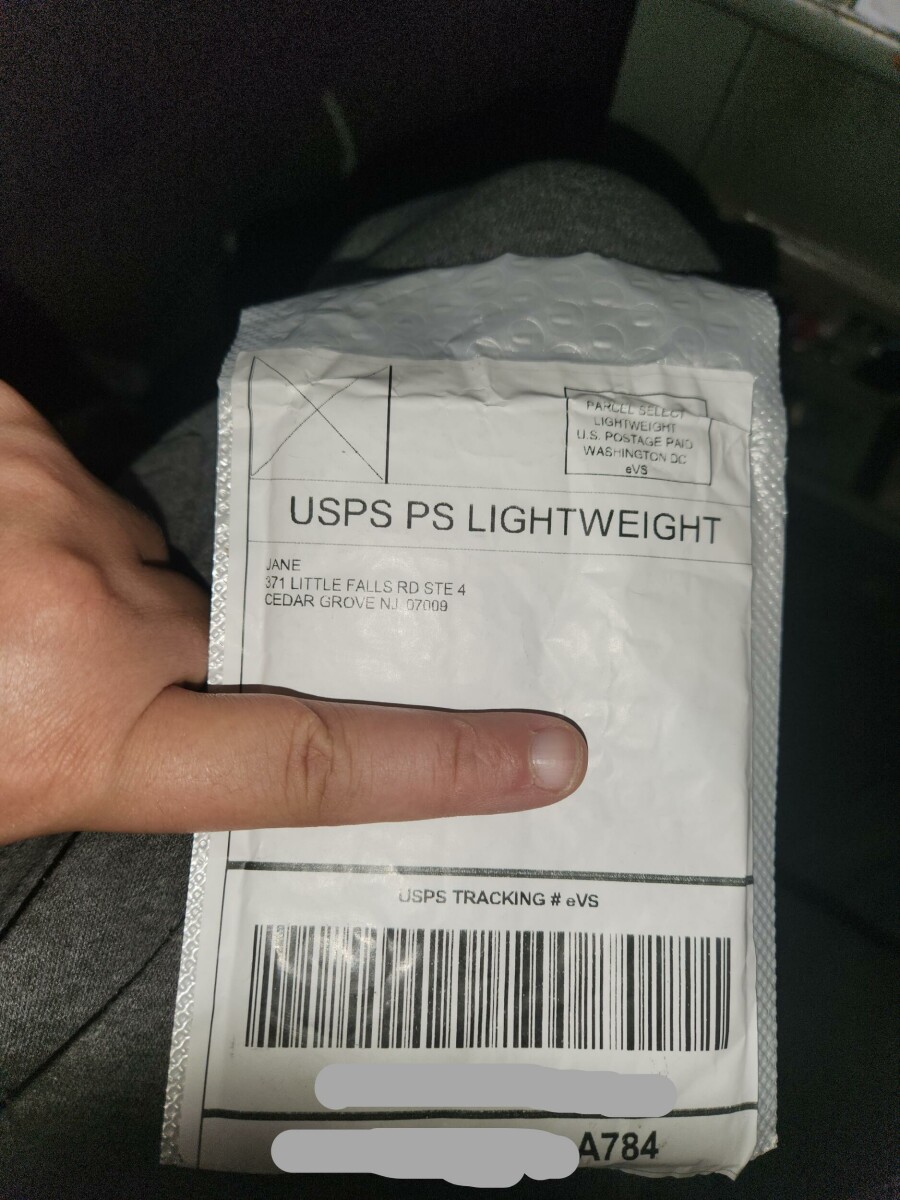 PARCEL SELECT
LIGHTWEIGHT
U.S. POSTAGE PAID
WASHINGTON DC
eVS
USPS PS LIGHTWEIGHT
JANE
371 LITTLE FALLS RD STE 4
CEDAR GROVE NJ 07009
USPS TRACKING # eVS
A784